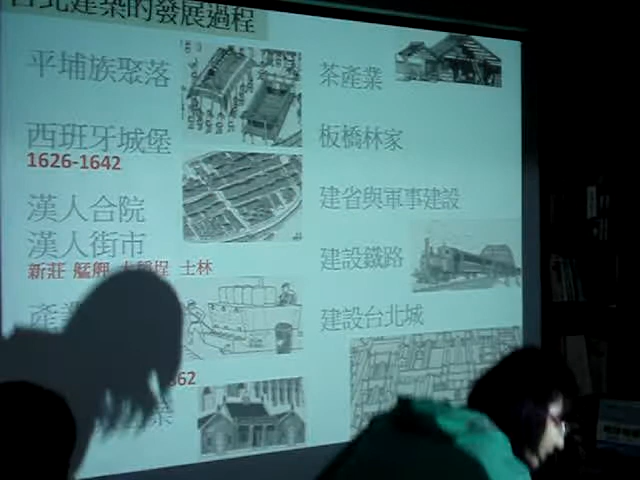 台北建築的發展過程
平埔族聚落
西班牙城堡
1626-1642
漢人合院
漢人街市
新莊 艋舺 大稻埕 士林
產
62
業
茶產業
板橋林家
建省與軍事建設
建設鐵路
建設台北城